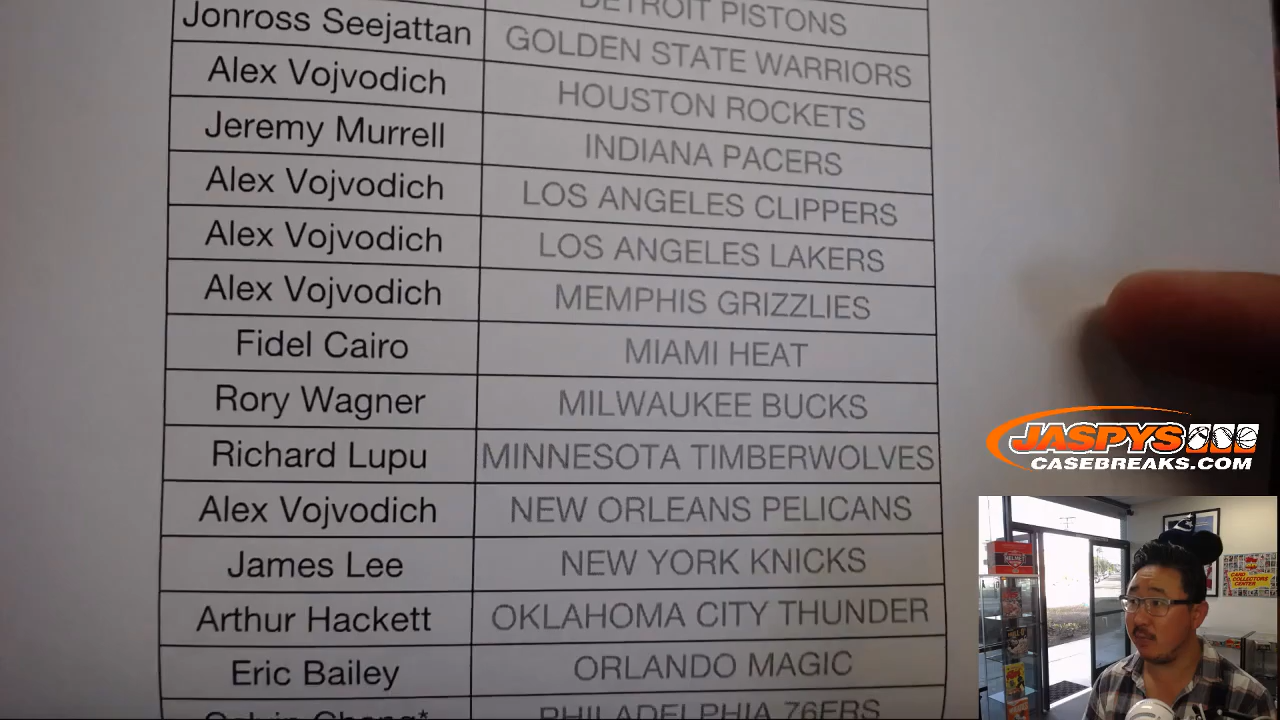 DETROIT PISTONS
Jonross Seejattan GOLDEN STATE WARRIORS
Alex Vojvodich HOUSTON ROCKETS
Jeremy Murrell INDIANA PACERS
Alex Vojvodich LOS ANGELES CLIPPERS
Alex Vojvodich LOS ANGELES LAKERS
Alex Vojvodich MEMPHIS GRIZZLIES
Fidel Cairo MIAMI HEAT
Rory Wagner MILWAUKEE BUCKS
Richard Lupu MINNESOTA TIMBERWOLVES
Alex Vojvodich NEW ORLEANS PELICANS
James Lee NEW YORK KNICKS
Arthur Hackett OKLAHOMA CITY THUNDER
Eric Bailey ORLANDO MAGIC
PHILADELPHIA 76ERS
JASPYS
CASEBREAKS.COM
CARD
COLLECTORS
CENTER